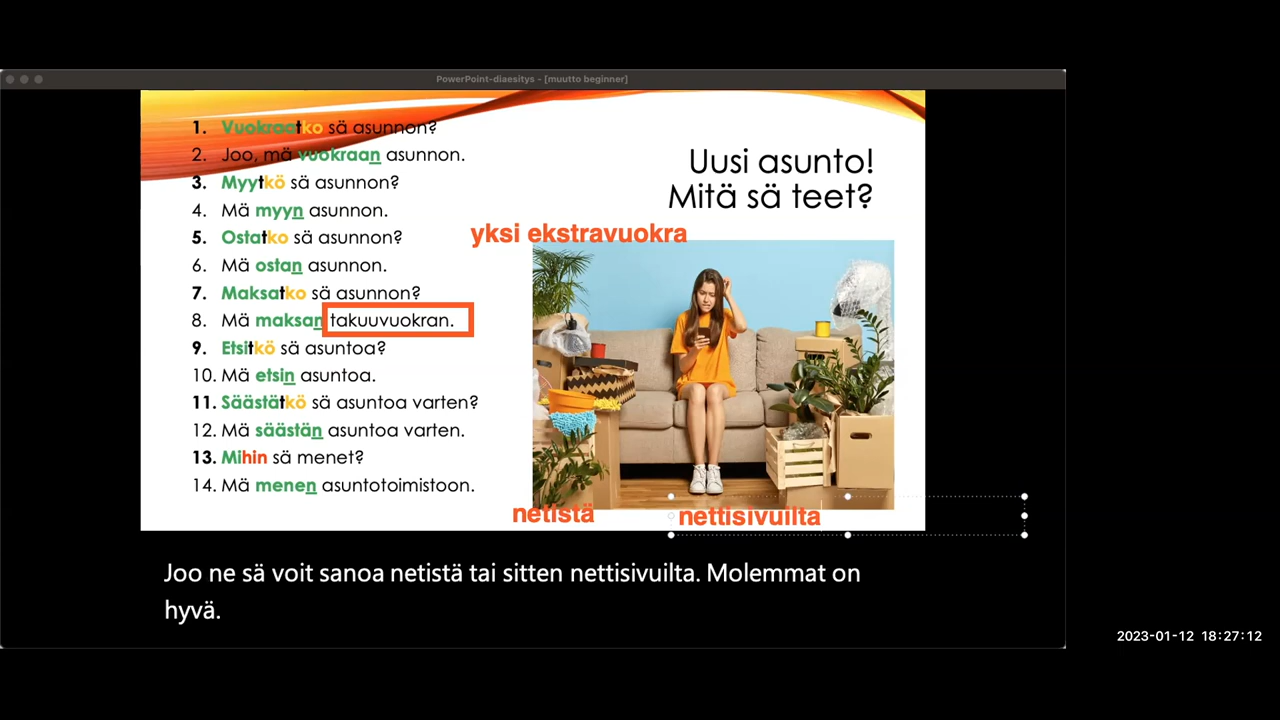 PowerPoint-diaesitys - [muutto beginner]
1. Vuokraatko sä asunnon?
2. Joo, mä vuokraan asunnon.
3. Myytkö sä asunnon?
4. Mä myyn asunnon.
5. Ostatko sä asunnon?
6. Mä ostan asunnon.
7. Maksatko sä asunnon?
8. Mä maksan takuuvuokran.
9. Etsitkö sä asuntoa?
10. Mä etsin asuntoa.
11. Säästätkö sä asuntoa varten?
12. Mä säästän asuntoa varten.
13. Mihin sä menet?
14. Mä menen asuntotoimistoon.
Uusi asunto!
Mitä sä teet?
yksi ekstravuokra
netistä
nettisivuilta
Joo ne sä voit sanoa netistä tai sitten nettisivuilta. Molemmat on
hyvä.
2023-01-12 18:27:12